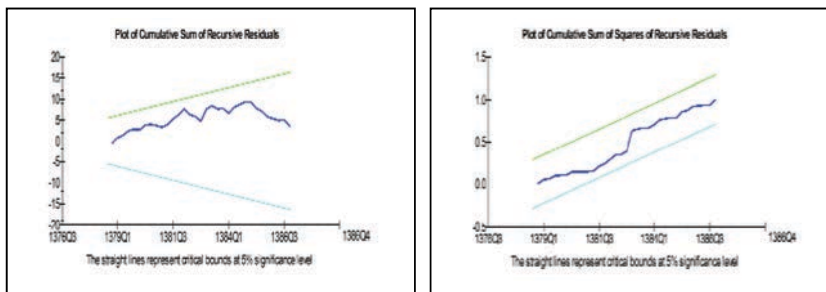 Plot of Cumulative Sum of Recursive Residuals
20
15
10
5
0
-5
-10
-15
-20
1376Q3 1379Q1 1381Q3 1384Q1 1386Q3 1386Q4
The straight lines represent critical bounds at 5% significance level
Plot of Cumulative Sum of Squares of Recursive Residuals
1.5
1.0
0.5
0.0
-0.5
1376Q3 1379Q1 1381Q3 1384Q1 1386Q3 1386Q4
The straight lines represent critical bounds at 5% significance level